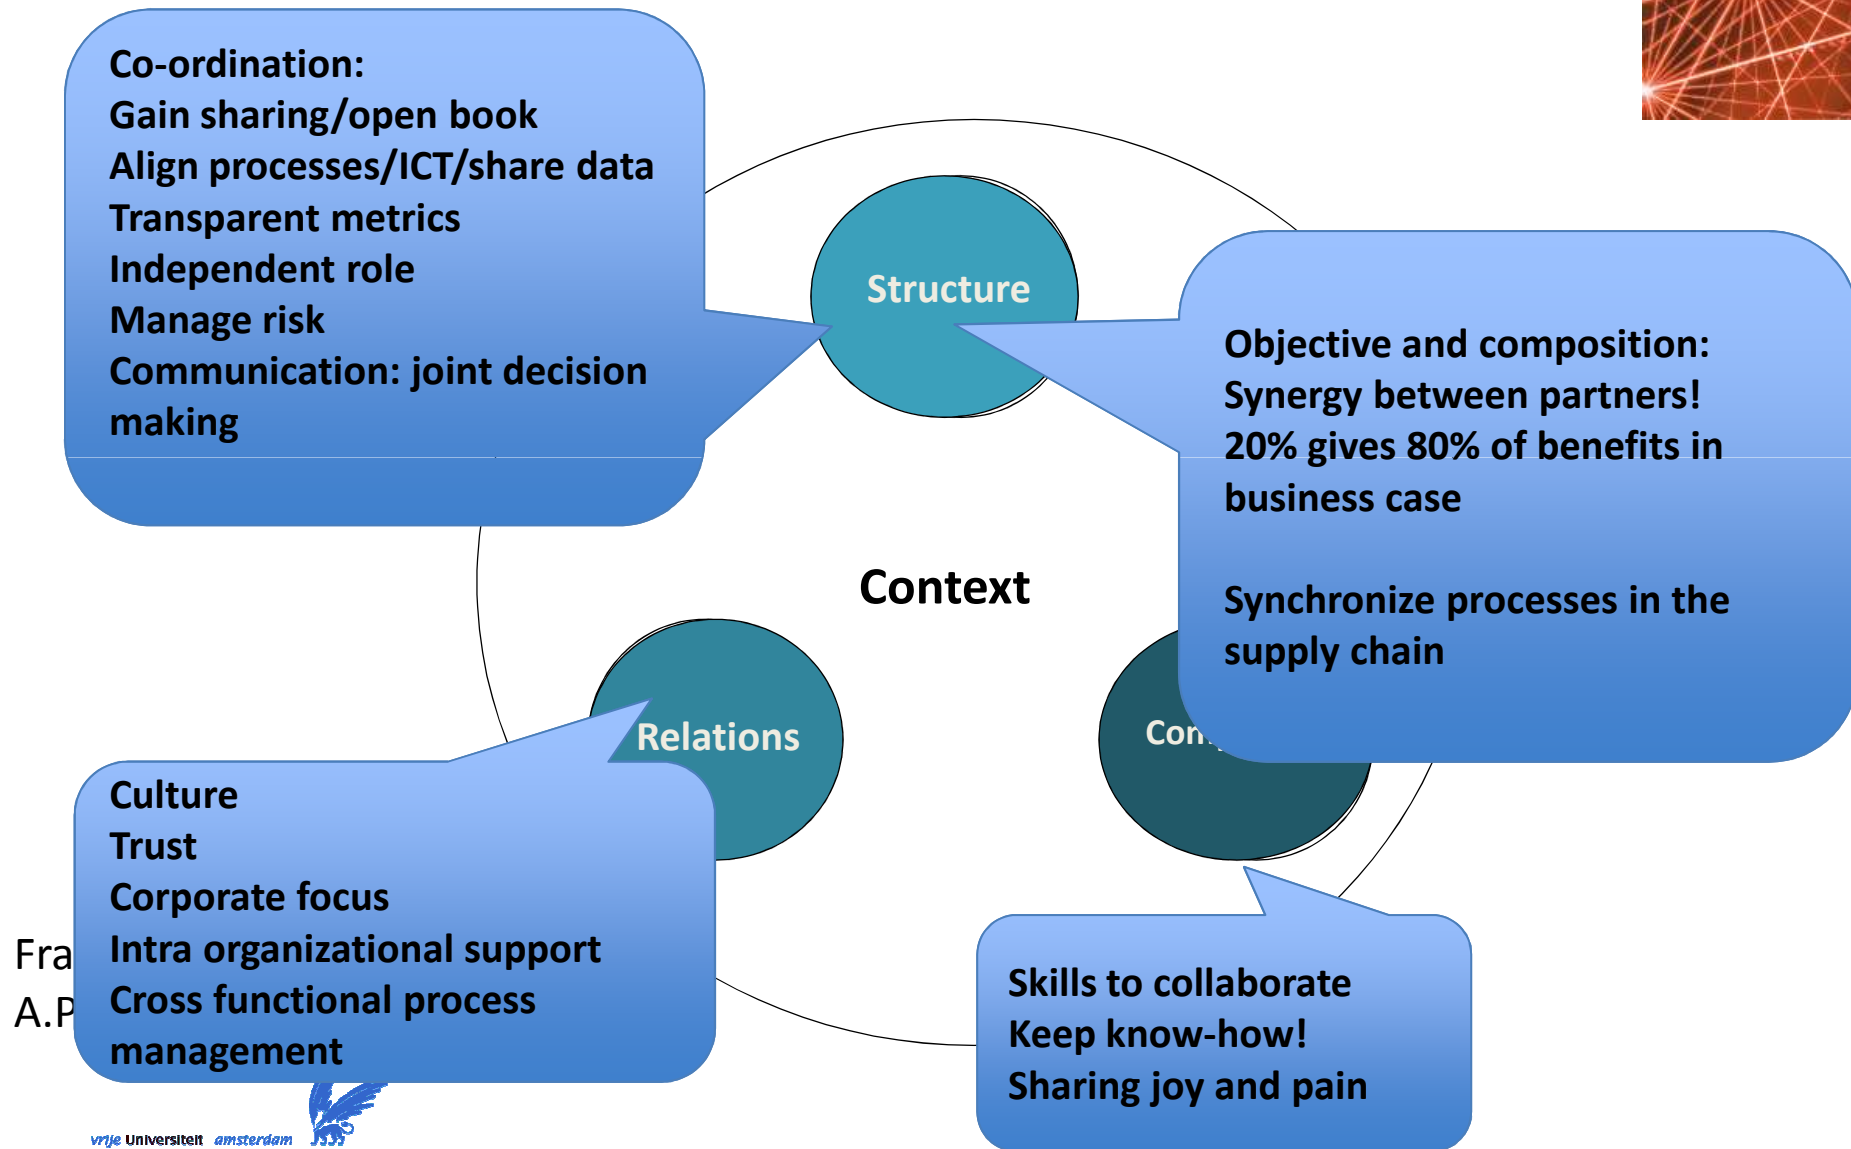 Co-ordination:
Gain sharing/open book
Align processes/ICT/share data
Transparent metrics
Independent role
Manage risk
Communication: joint decision
making
Structure
Objective and composition:
Synergy between partners!
20% gives 80% of benefits in
business case
Synchronize processes in the
supply chain
Context
Relations
Culture
Trust
Corporate focus
Intra organizational support
Cross functional process
management
Skills to collaborate
Keep know-how!
Sharing joy and pain
vrije Universiteit amsterdam